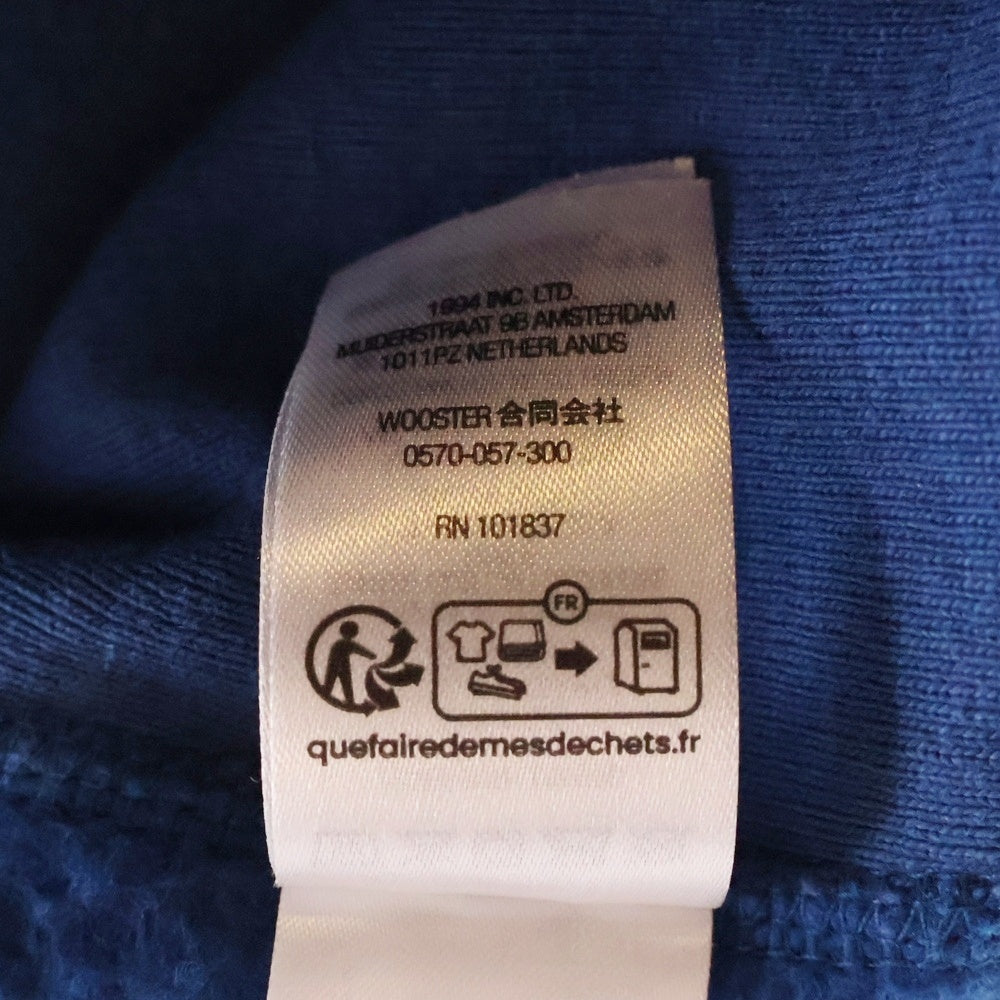 1994 INC. LTD.
MUIDERSTRAAT 9B AMSTERDAM
1011PZ NETHERLANDS
WOOSTER 合同会社
0570-057-300
RN 101837
FR
quefairedemesdechets.fr